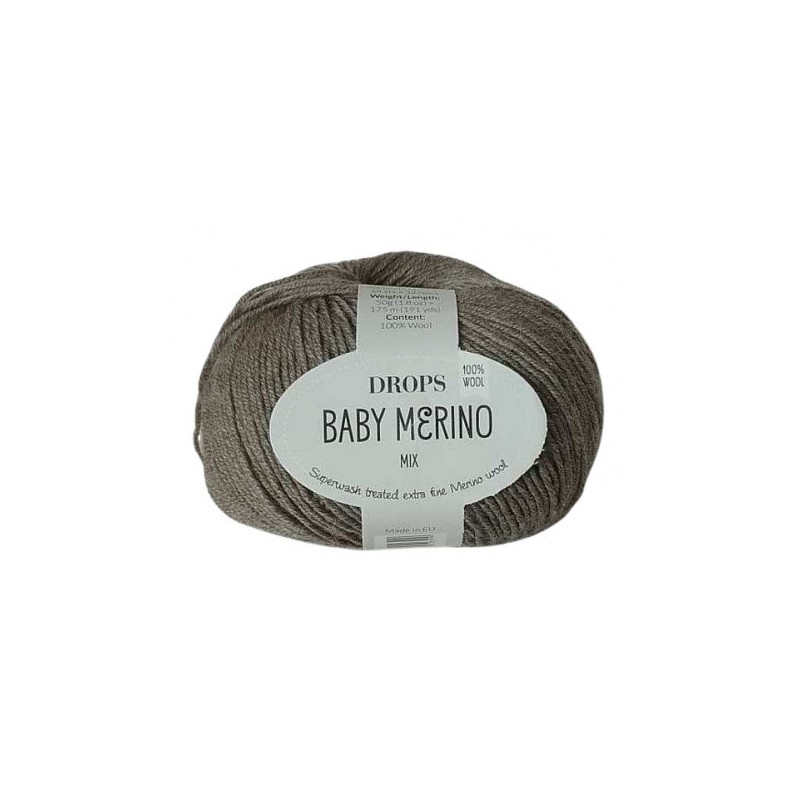 Weight/Length:
50g (1.8 oz) =
175 m (191 yds)
Content:
100% Wool
DROPS
100%
WOOL
BABY MERINO
MIX
Superwash treated extra fine Merino wool
Made in EU